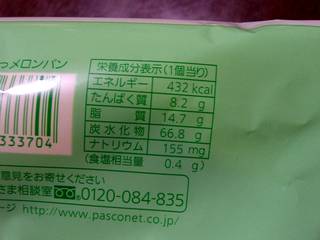 っメロンパン
栄養成分表示(1個当り)
エネルギー 432 kcal
たんぱく質 8.2 g
脂質 14.7 g
炭水化物 66.8 g
ナトリウム 155 mg
(食塩相当量 0.4 g)
333704
意見をお寄せください
さま相談室 0120-084-835
ージ http://www.pasconet.co.jp/